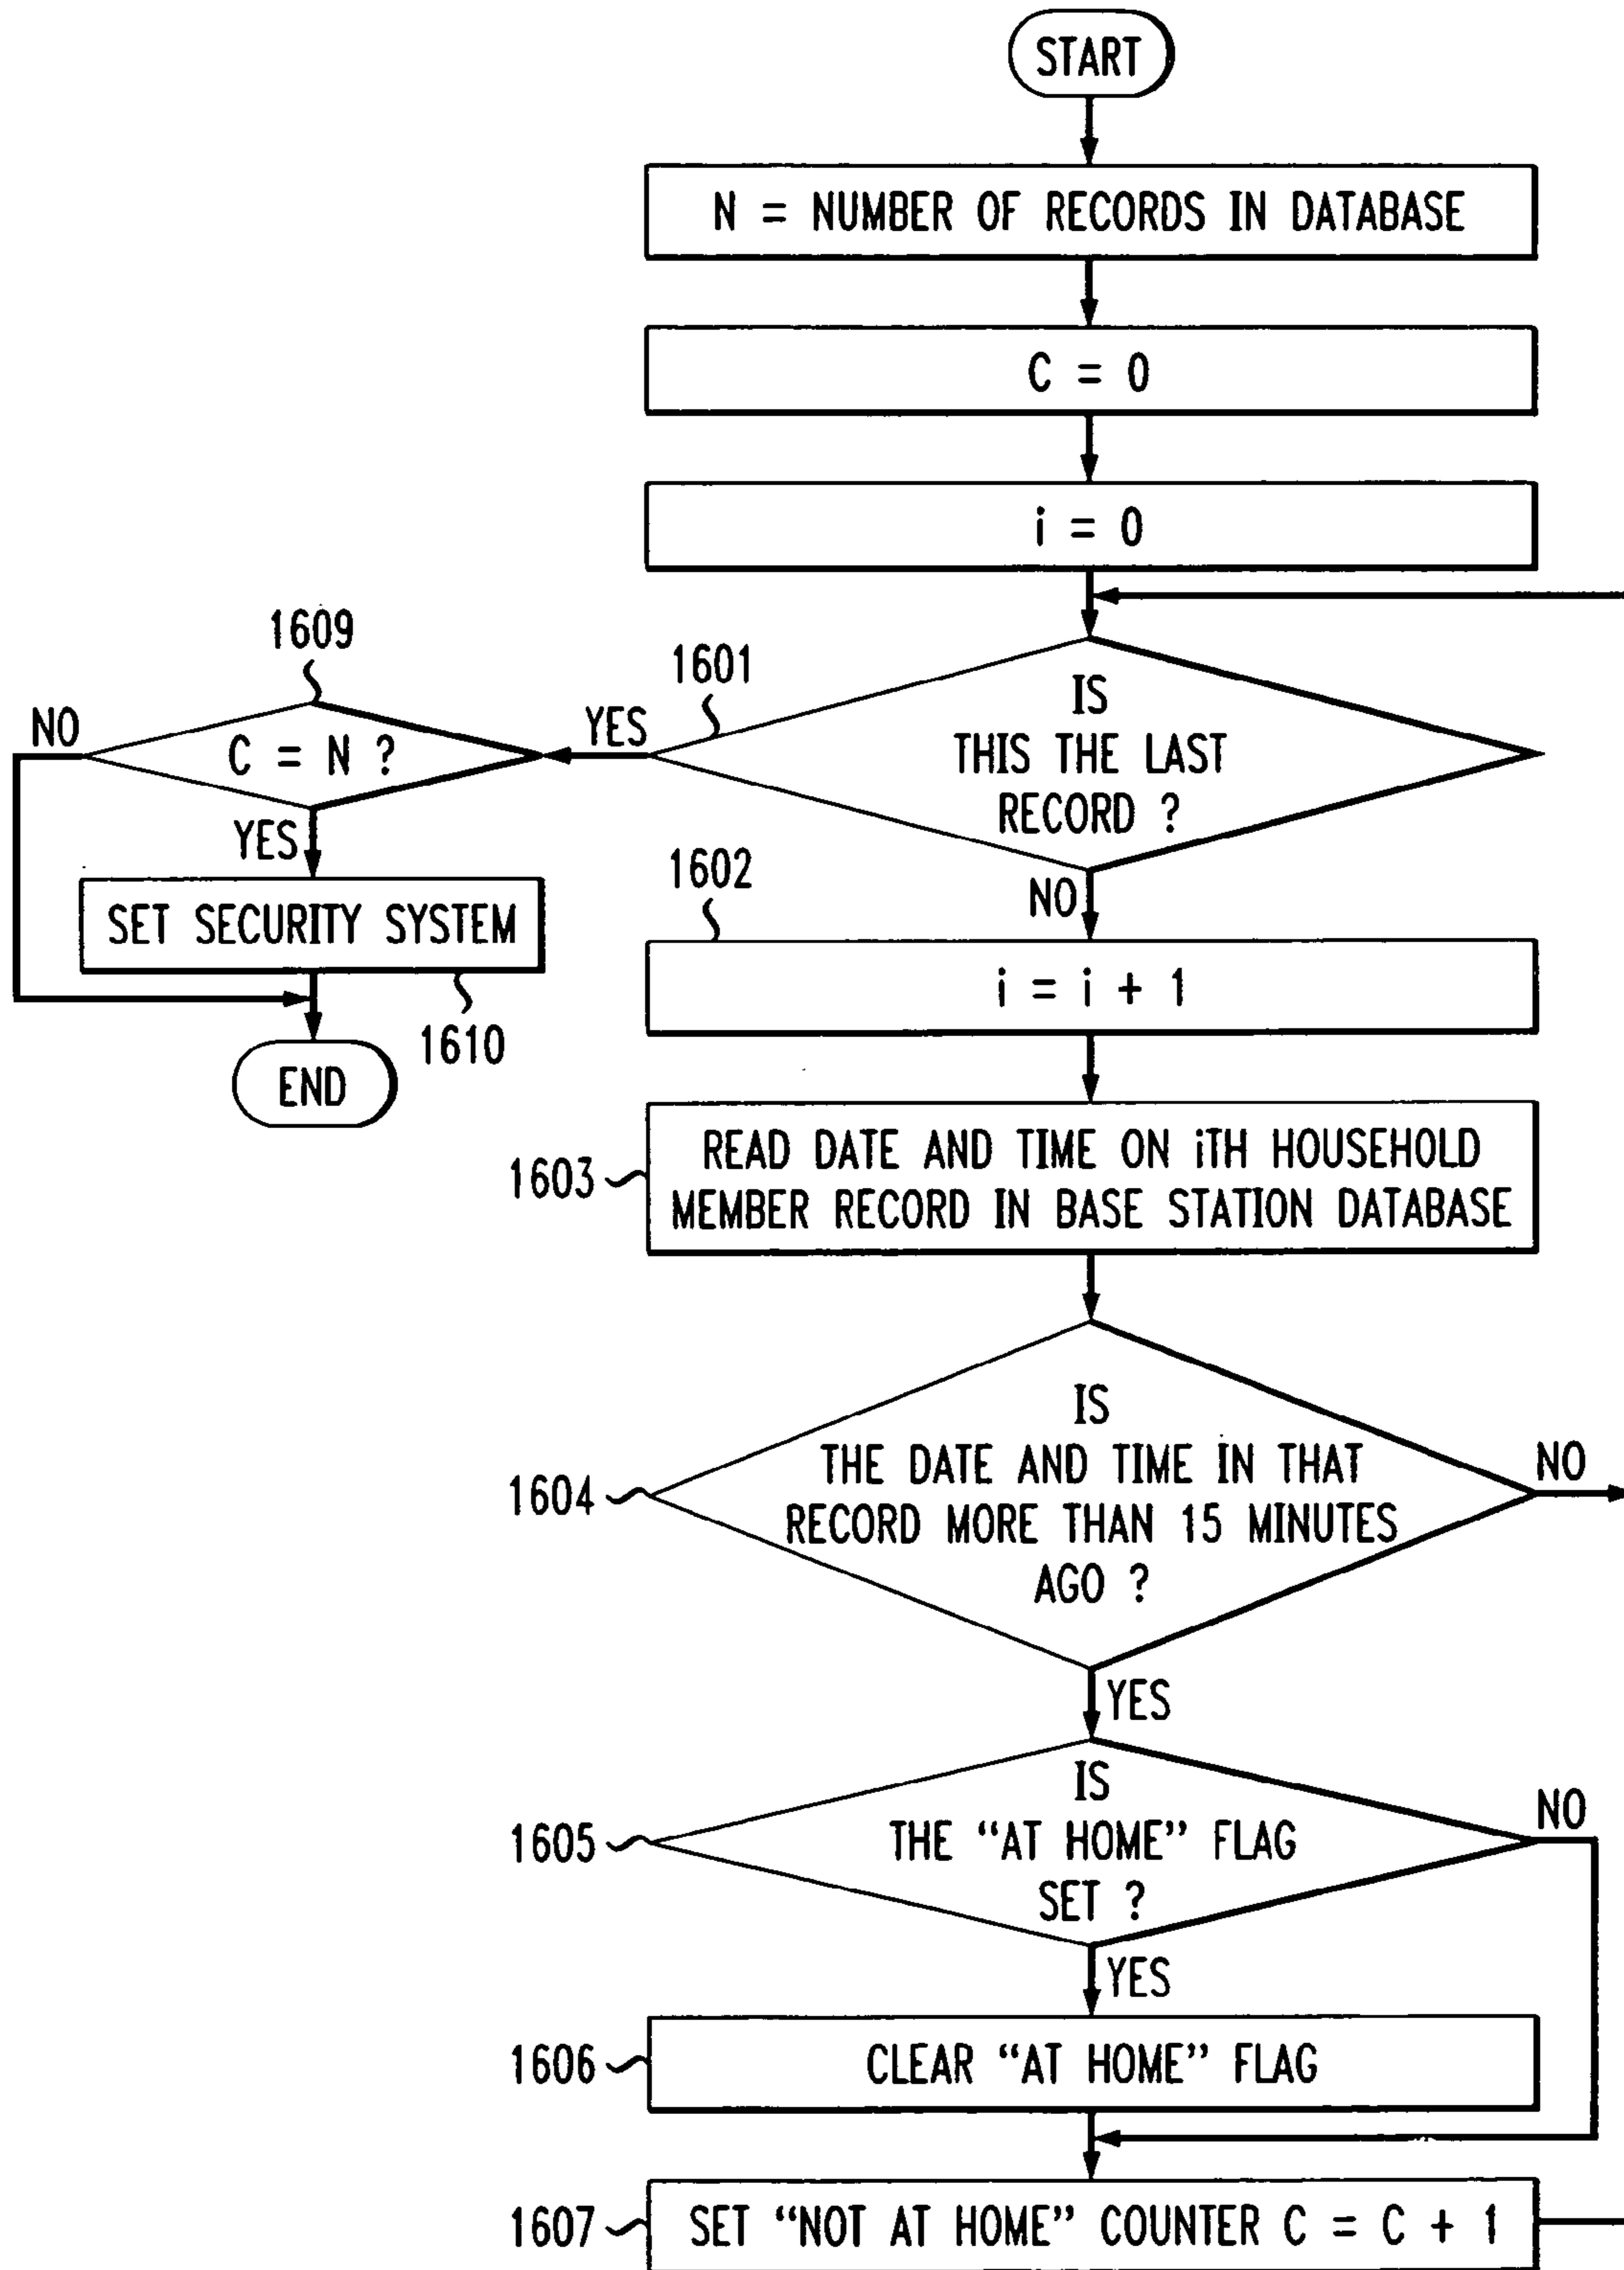 START
N = NUMBER OF RECORDS IN DATABASE
C = 0
i = 0
1609
1601
NO
C = N ?
YES
IS
THIS THE LAST
RECORD ?
YES
1602
NO
SET SECURITY SYSTEM
i = i + 1
1610
END
1603
READ DATE AND TIME ON iTH HOUSEHOLD
MEMBER RECORD IN BASE STATION DATABASE
1604
IS
THE DATE AND TIME IN THAT
RECORD MORE THAN 15 MINUTES
AGO ?
NO
YES
1605
IS
THE “AT HOME” FLAG
SET ?
NO
YES
1606
CLEAR “AT HOME” FLAG
1607
SET “NOT AT HOME” COUNTER C = C + 1